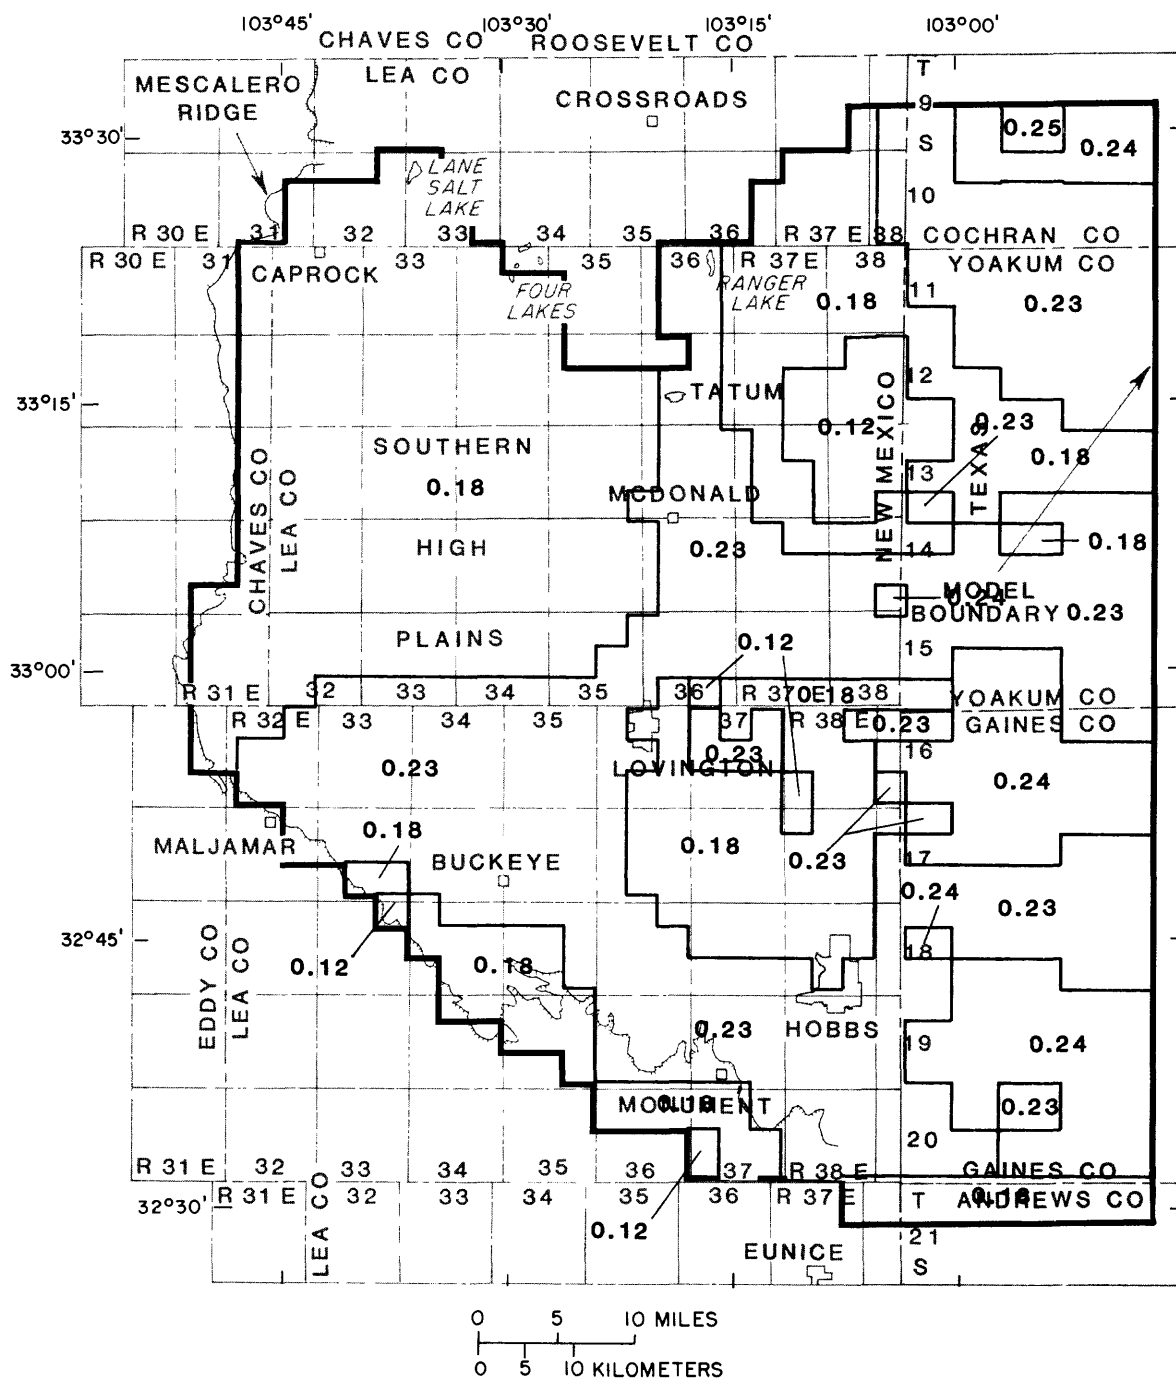 103°45' 103°30' 103°15' 103°00'
CHAVES CO ROOSEVELT CO
LEA CO
T
MESCALERO
RIDGE
CROSSROADS
9
33°30'
S
0.25
0.24
LANE
SALT
LAKE
10
R 30 E 31 32 33 34 35 36 R 37 E 38 COCHRAN CO
R 30 E 31 33 35 36 R 37 E 38 YOAKUM CO
CAPROCK
FOUR
LAKES
RANGER
LAKE
0.18
11
0.23
12
33°15'
TATUM
NEW MEXICO
TEXAS
0.12
0.23
0.18
SOUTHERN
0.18
13
CHAVES CO
LEA CO
MCDONALD
HIGH
0.23
14
0.18
MODEL
BOUNDARY
0.24
0.23
PLAINS
0.12
15
33°00'
R 31 E 32 33 34 35 36 R 37 E 38 YOAKUM CO
0.18
R 32 E 33 34 35 37 R 38 E 0.23 GAINES CO
16
0.23
0.23
LOVINGTON
0.24
MALJAMAR
0.18
BUCKEYE
0.18
0.23
17
0.24
0.23
32°45'
EDDY CO
LEA CO
0.12
0.18
18
0.23
HOBBS
19
0.24
MONUMENT
0.18
0.23
20
R 31 E 32 33 34 35 36 37 R 38 E GAINES CO
R 31 E 32 33 34 35 36 R 37 E T ANDREWS CO
0.18
32°30'
LEA CO
0.12
21
EUNICE
S
0 5 10 MILES
0 5 10 KILOMETERS